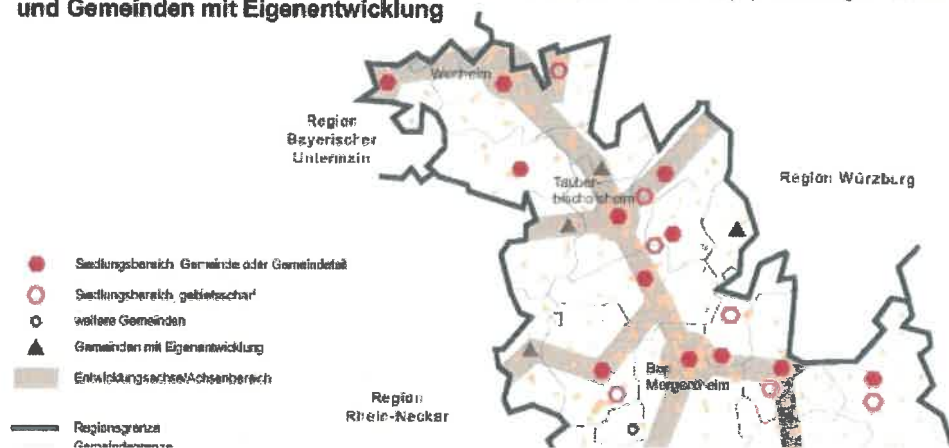 und Gemeinden mit Eigenentwicklung
Wertheim
Region
Bayerischer
Untermain
Tauber-
bischofsheim
Region Würzburg
Siedlungsbereich, Gemeinde oder Gemeindeteil
Siedlungsbereich, gebietsscharf
weitere Gemeinden
Gemeinden mit Eigenentwicklung
Entwicklungsachse/Achsenbereich
Bad
Mergentheim
Region
Rhein-Neckar
Regionsgrenze
Gemeindegrenze